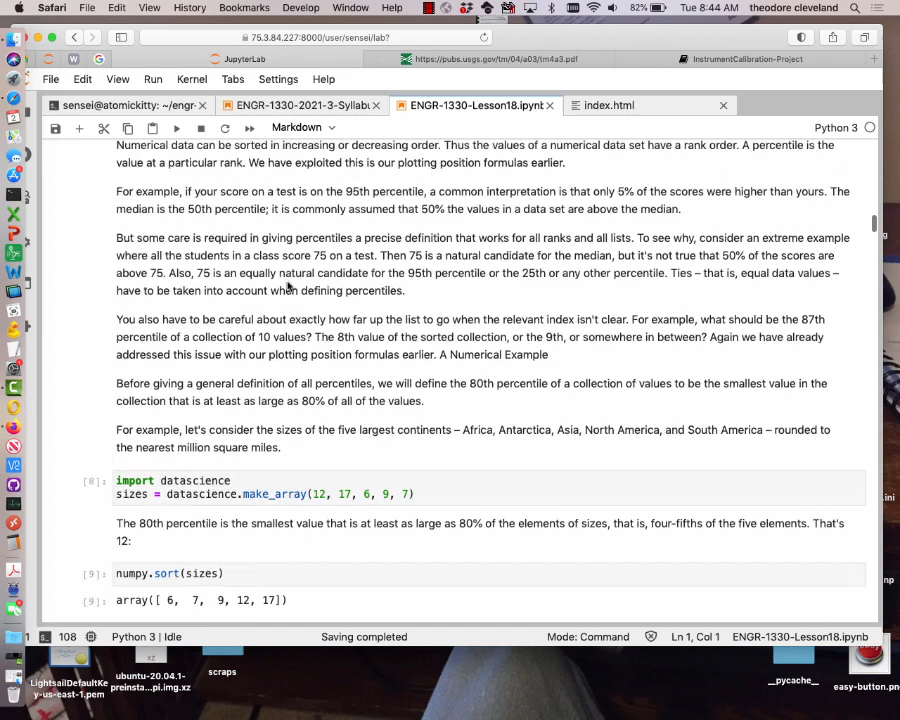 Safari File Edit View History Bookmarks Develop Window Help 82% Tue 8:44 AM theodore cleveland
75.3.84.227:8000/user/sensei/lab?
JupyterLab https://pubs.usgs.gov/tm/04/a03/tm4a3.pdf InstrumentCalibration-Project
File Edit View Run Kernel Tabs Settings Help
sensei@atomickitty: ~/engr- ENGR-1330-2021-3-Syllabu ENGR-1330-Lesson18.ipynb index.html
Markdown Python 3
Numerical data can be sorted in increasing or decreasing order. Thus the values of a numerical data set have a rank order. A percentile is the
value at a particular rank. We have exploited this is our plotting position formulas earlier.
For example, if your score on a test is on the 95th percentile, a common interpretation is that only 5% of the scores were higher than yours. The
median is the 50th percentile; it is commonly assumed that 50% the values in a data set are above the median.
But some care is required in giving percentiles a precise definition that works for all ranks and all lists. To see why, consider an extreme example
where all the students in a class score 75 on a test. Then 75 is a natural candidate for the median, but it's not true that 50% of the scores are
above 75. Also, 75 is an equally natural candidate for the 95th percentile or the 25th or any other percentile. Ties – that is, equal data values –
have to be taken into account when defining percentiles.
You also have to be careful about exactly how far up the list to go when the relevant index isn't clear. For example, what should be the 87th
percentile of a collection of 10 values? The 8th value of the sorted collection, or the 9th, or somewhere in between? Again we have already
addressed this issue with our plotting position formulas earlier. A Numerical Example
Before giving a general definition of all percentiles, we will define the 80th percentile of a collection of values to be the smallest value in the
collection that is at least as large as 80% of all of the values.
For example, let's consider the sizes of the five largest continents – Africa, Antarctica, Asia, North America, and South America – rounded to
the nearest million square miles.
[8]: import datascience
sizes = datascience.make_array(12, 17, 6, 9, 7)
The 80th percentile is the smallest value that is at least as large as 80% of the elements of sizes, that is, four-fifths of the five elements. That's
12:
[9]: numpy.sort(sizes)
[9]: array([ 6, 7, 9, 12, 17])
1 108 Python 3 | Idle Saving completed Mode: Command Ln 1, Col 1 ENGR-1330-Lesson18.ipynb
LightsailDefaultKe
y-us-east-1.pem
xz
ubuntu-20.04.1-
preinsta...pi.img.xz
scraps
__pycache__
easy-button.pn
.ini
np